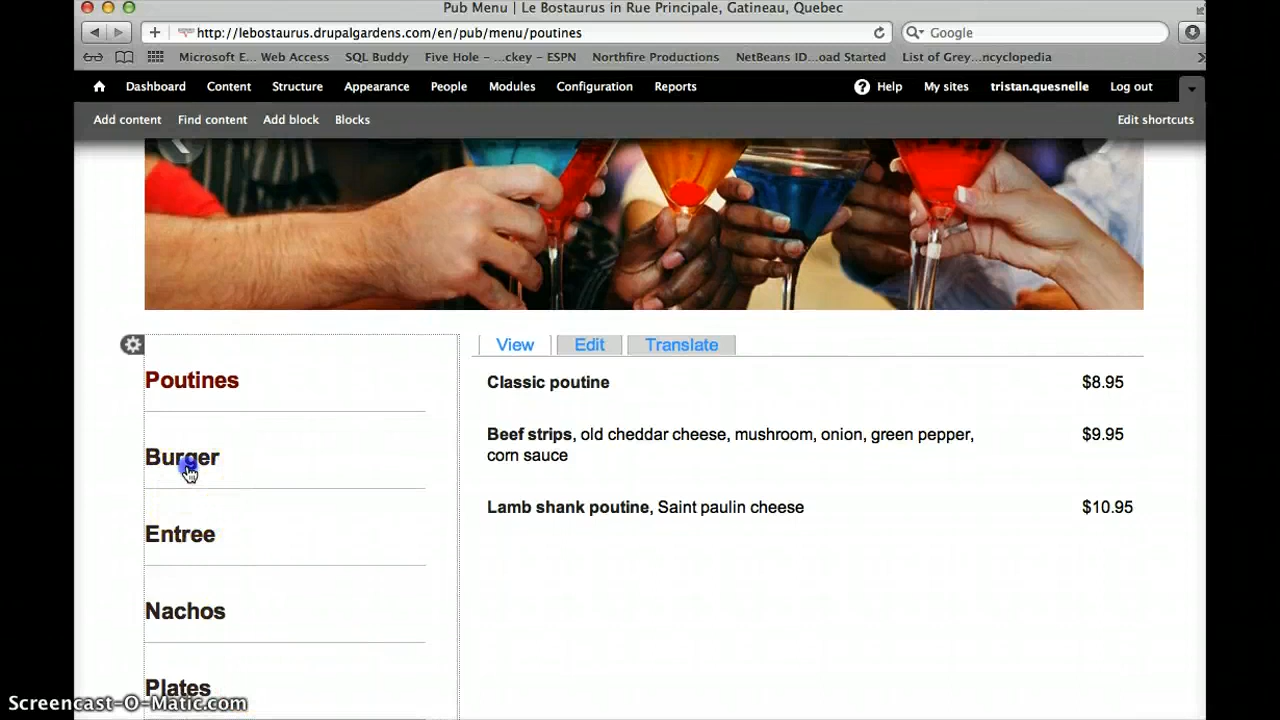 Pub Menu | Le Bostaurus in Rue Principale, Gatineau, Quebec
http://lebostaurus.drupalgardens.com/en/pub/menu/poutines
Google
Microsoft E... Web Access SQL Buddy Five Hole - ...ckey - ESPN Northfire Productions NetBeans ID...oad Started List of Grey...ncyclopedia
Dashboard Content Structure Appearance People Modules Configuration Reports ? Help My sites tristan.quesnelle Log out
Add content Find content Add block Blocks Edit shortcuts
View Edit Translate
Poutines
Burger
Entree
Nachos
Plates
Classic poutine $8.95
Beef strips, old cheddar cheese, mushroom, onion, green pepper, $9.95
corn sauce
Lamb shank poutine, Saint paulin cheese $10.95
Screencast-O-Matic.com